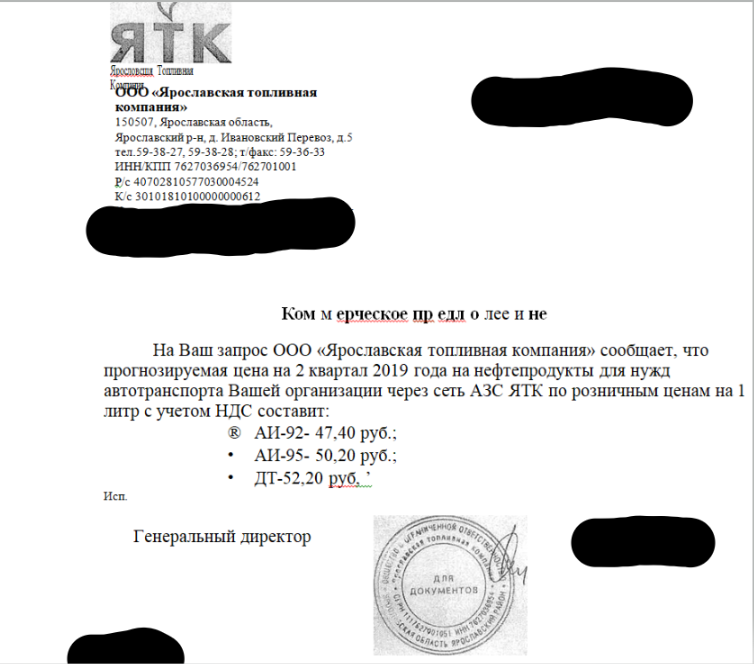 ЯТК
Ярославская Топливная
Компания
ООО «Ярославская топливная
компания»
150507, Ярославская область,
Ярославский р-н, д. Ивановский Перевоз, д.5
тел.59-38-27, 59-38-28; т/факс: 59-36-33
ИНН/КПП 7627036954/762701001
Р/с 40702810577030004524
К/с 30101810100000000612
Ком м ерческое пр едл о лее и не
На Ваш запрос ООО «Ярославская топливная компания» сообщает, что
прогнозируемая цена на 2 квартал 2019 года на нефтепродукты для нужд
автотранспорта Вашей организации через сеть АЗС ЯТК по розничным ценам на 1
литр с учетом НДС составит:
® АИ-92- 47,40 руб.;
• АИ-95- 50,20 руб.;
• ДТ-52,20 руб, ’
Исп.
Генеральный директор
ОГРАНИЧЕННОЙ ОТВЕТСТВЕННОСТЬЮ
ЯРОСЛАВСКАЯ ТОПЛИВНАЯ КОМПАНИЯ
ДЛЯ
ДОКУМЕНТОВ
ЯРОСЛАВСКИЙ РАЙОН